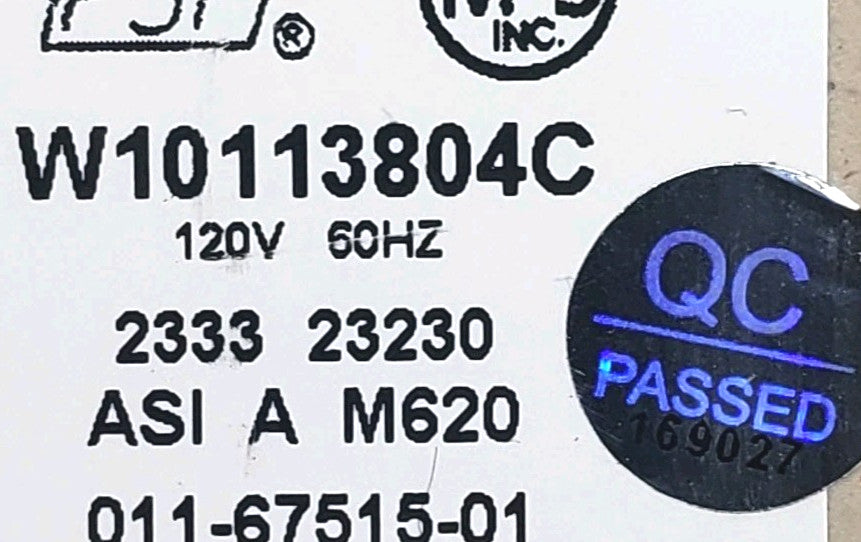 ®
INC.
W10113804C
120V 60HZ
2333 23230
ASI A M620
011-67515-01
QC
PASSED
169027